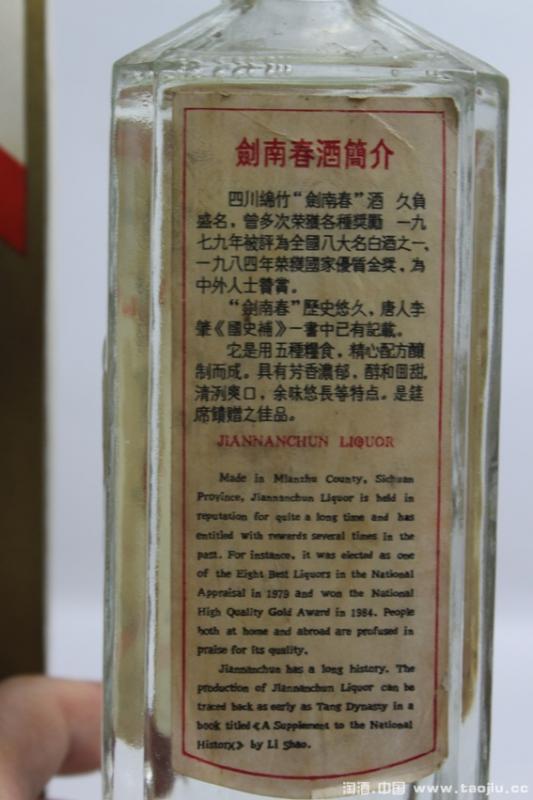 劍南春酒簡介
四川綿竹“劍南春”酒 久負
盛名，曾多次荣獲各種獎勵 一九
七九年被評為全國八大名白酒之一、
一九八四年荣獲國家優質金獎，為
中外人士贊賞。
“劍南春”歷史悠久，唐人李
肇《國史補》一書中已有記載。
它是用五種糧食，精心配方釀
制而成。具有芳香濃郁，醇和回甜，
清洌爽口，余味悠長等特点。是筵
席饋赠之佳品。
JIANNANCHUN LIQUOR
Made in Mianzhu County, Sichuan
Province, Jiannanchun Liquor is held in
reputation for quite a long time and has
entitled with rewards several times in the
past. For instance, it was elected as one
of the Eight Best Liquors in the National
Appraisal in 1979 and won the National
High Quality Gold Award in 1984. People
both at home and abroad are profused in
praise for its quality.
Jiannanchun has a long history. The
production of Jiannanchun Liquor can be
traced back as early as Tang Dynasty in a
book titled《A Supplement to the National
History》 by Li Shao.
淘酒.中国 www.taojiu.cc